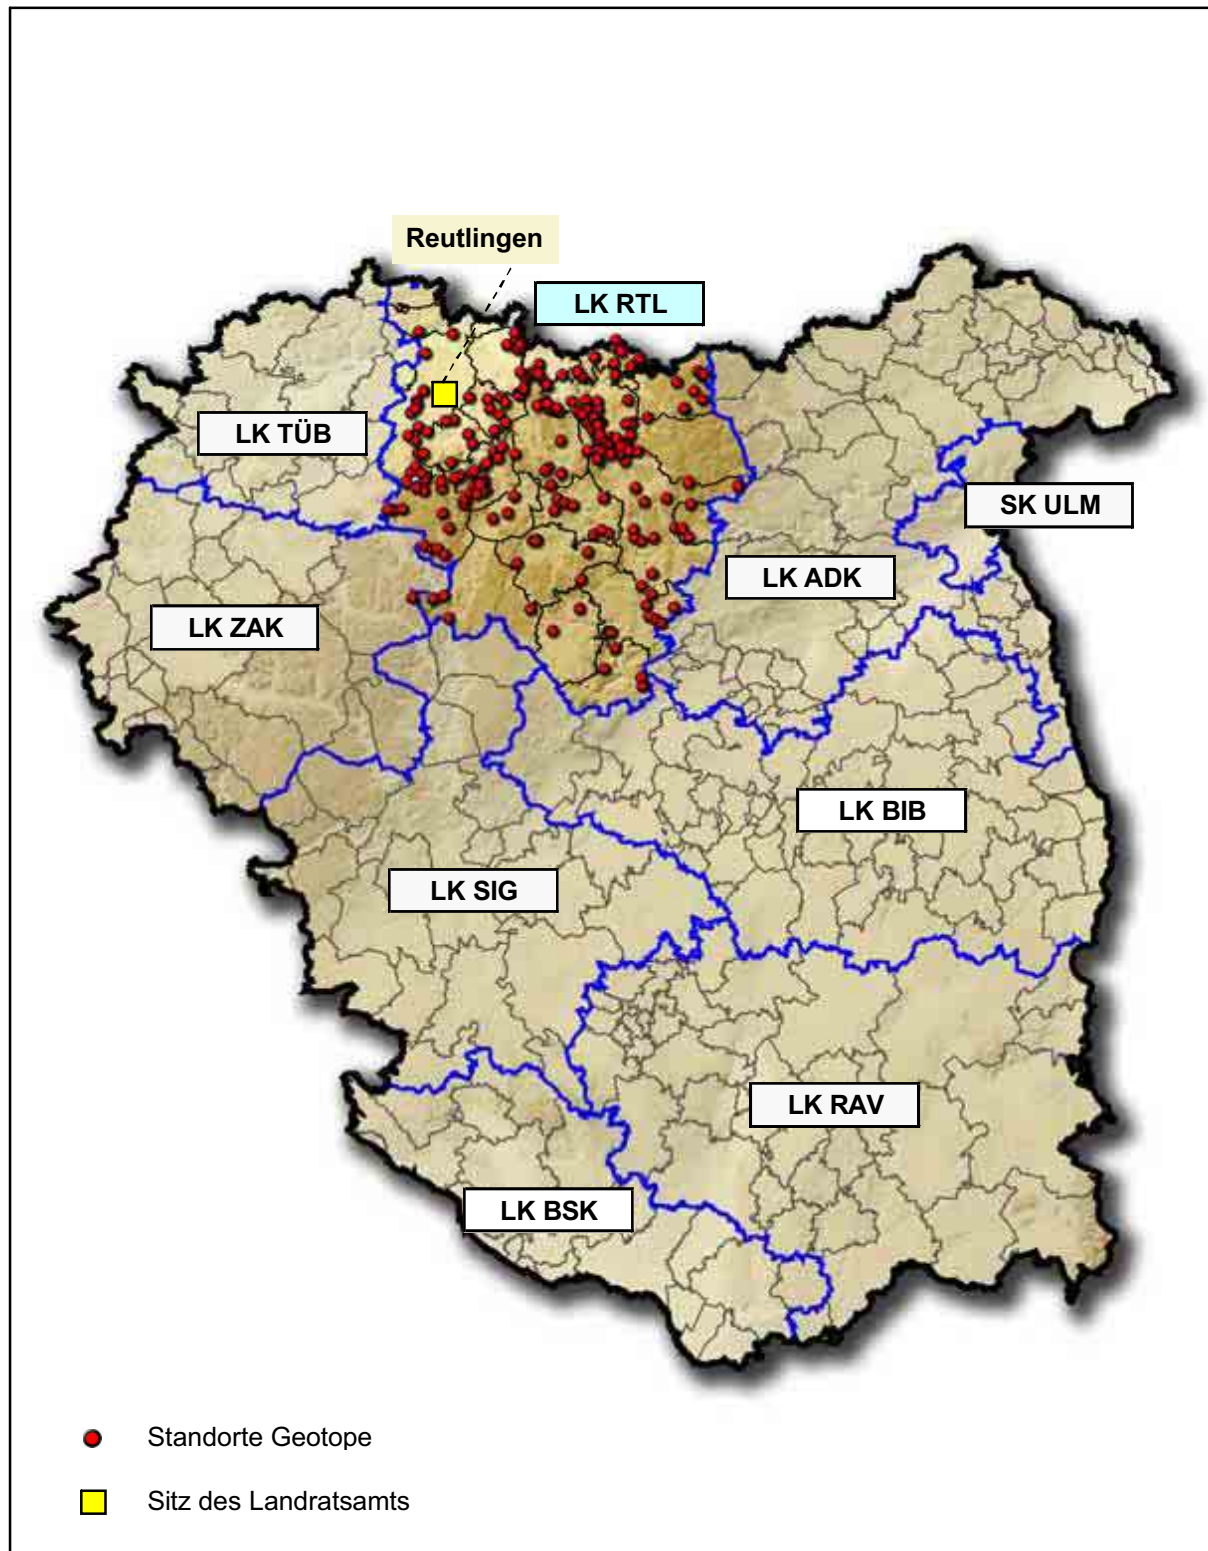 Reutlingen
LK RTL
LK TÜB
SK ULM
LK ADK
LK ZAK
LK BIB
LK SIG
LK RAV
LK BSK
Standorte Geotope
Sitz des Landratsamts